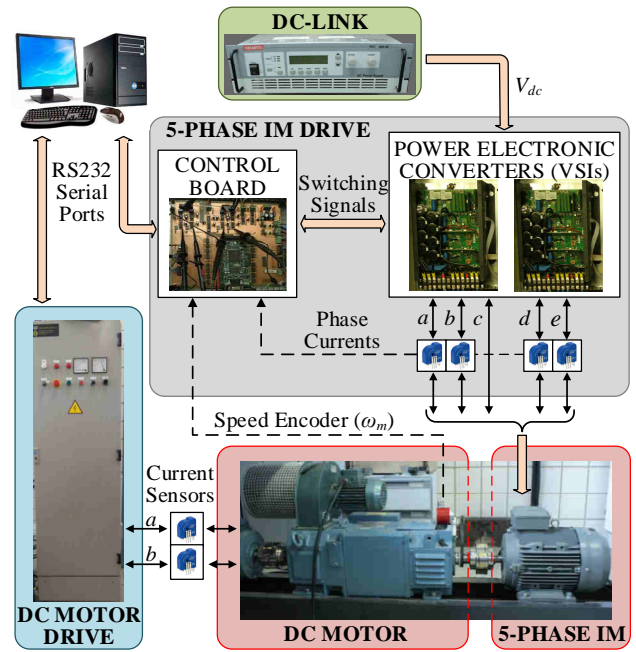 DC-LINK
V_dc
5-PHASE IM DRIVE
RS232
Serial
Ports
CONTROL
BOARD
Switching
Signals
POWER ELECTRONIC
CONVERTERS (VSIs)
a b c d e
Phase
Currents
Speed Encoder (ω_m)
Current
Sensors
a
b
DC MOTOR
DRIVE
DC MOTOR
5-PHASE IM